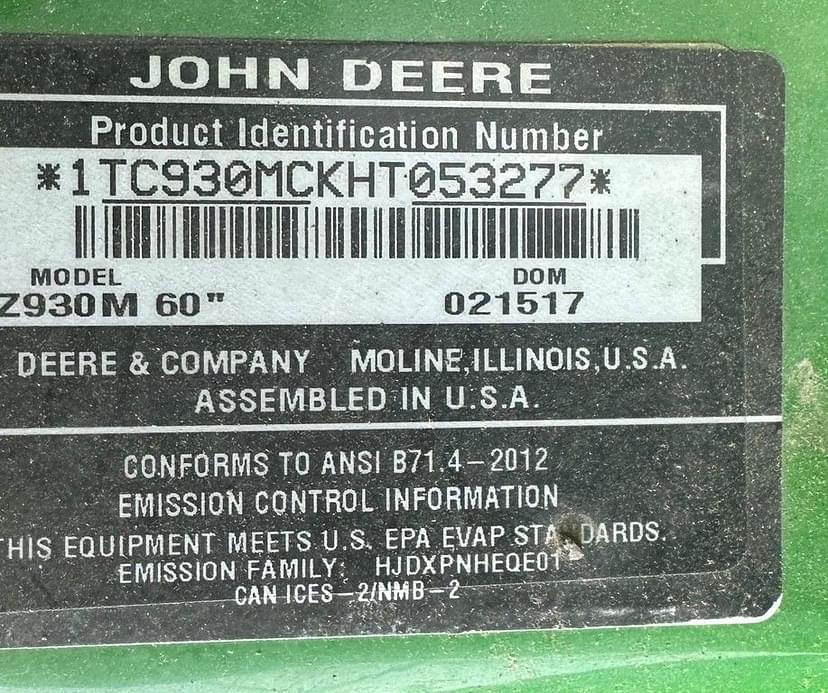 JOHN DEERE
Product Identification Number
*1TC930MCKHT053277*
MODEL DOM
Z930M 60" 021517
DEERE & COMPANY MOLINE, ILLINOIS, U.S.A.
ASSEMBLED IN U.S.A.
CONFORMS TO ANSI B71.4-2012
EMISSION CONTROL INFORMATION
THIS EQUIPMENT MEETS U.S. EPA EVAP STANDARDS.
EMISSION FAMILY: HJDXPNHEQE01
CAN ICES-2/NMB-2